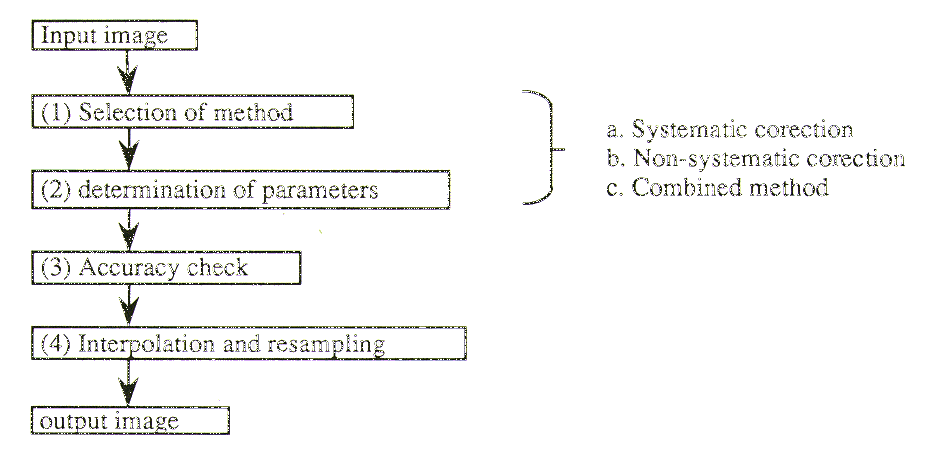 Input image
(1) Selection of method
(2) determination of parameters
a. Systematic corection
b. Non-systematic corection
c. Combined method
(3) Accuracy check
(4) Interpolation and resampling
output image